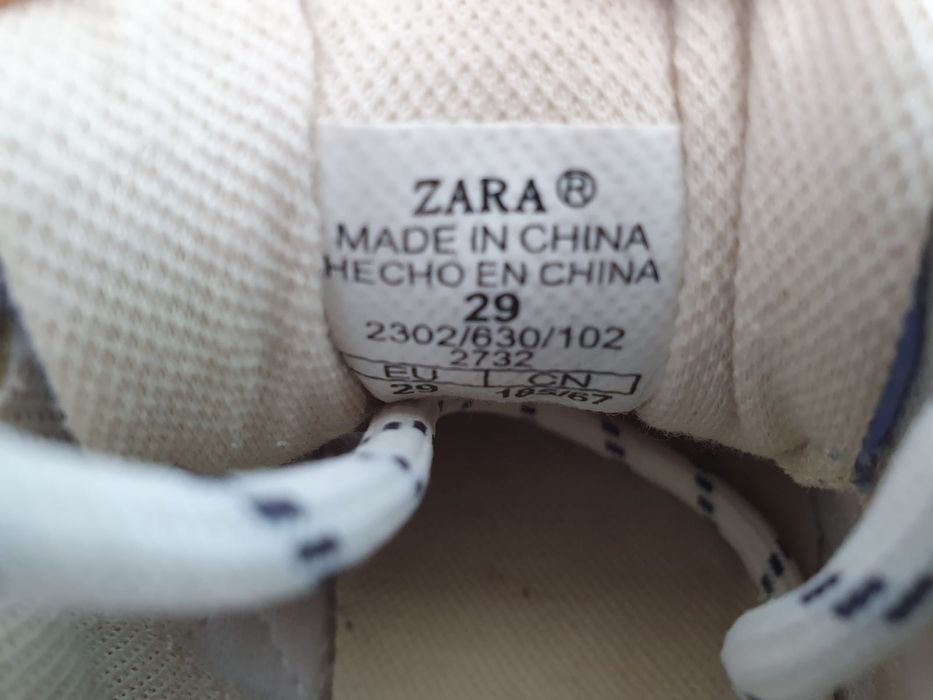 ZARA®
MADE IN CHINA
HECHO EN CHINA
29
2302/630/102
2732
EU CN
29 185/67